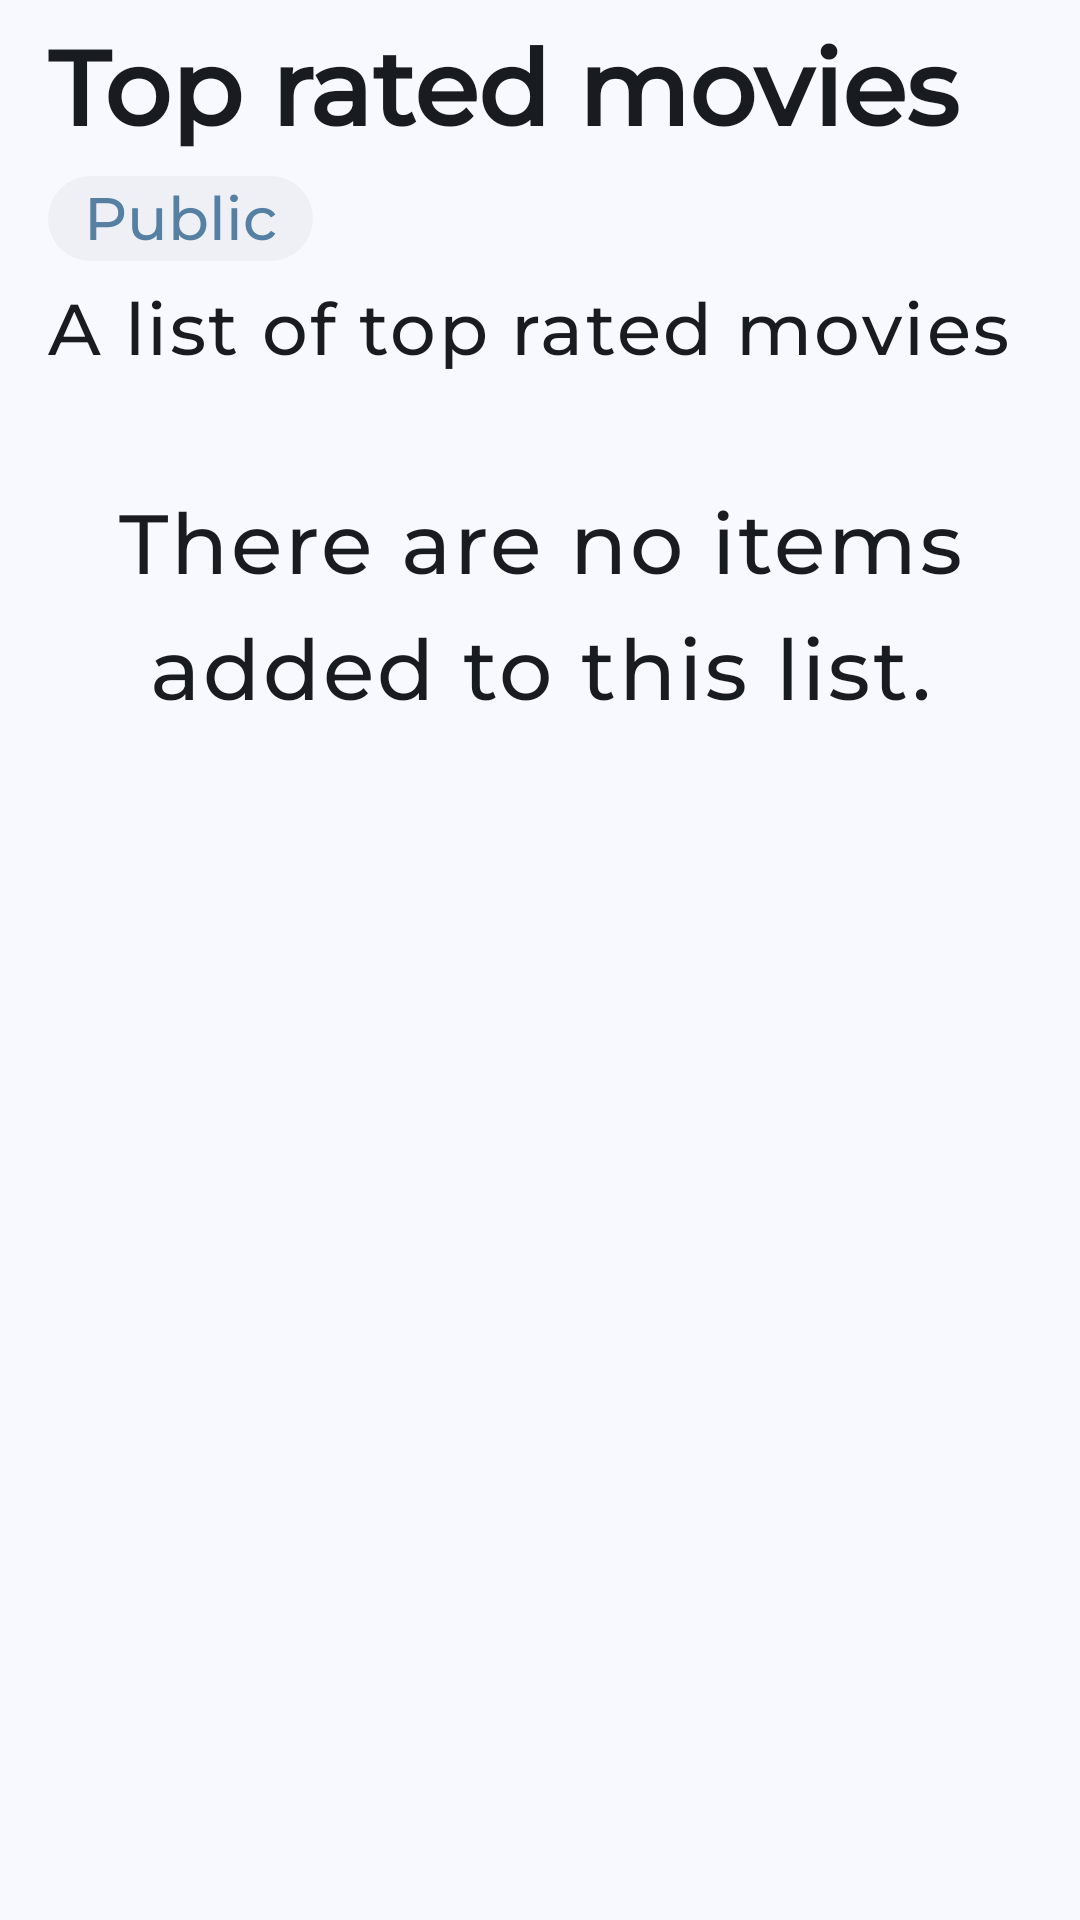 Top rated movies
Public
A list of top rated movies
There are no items
added to this list.